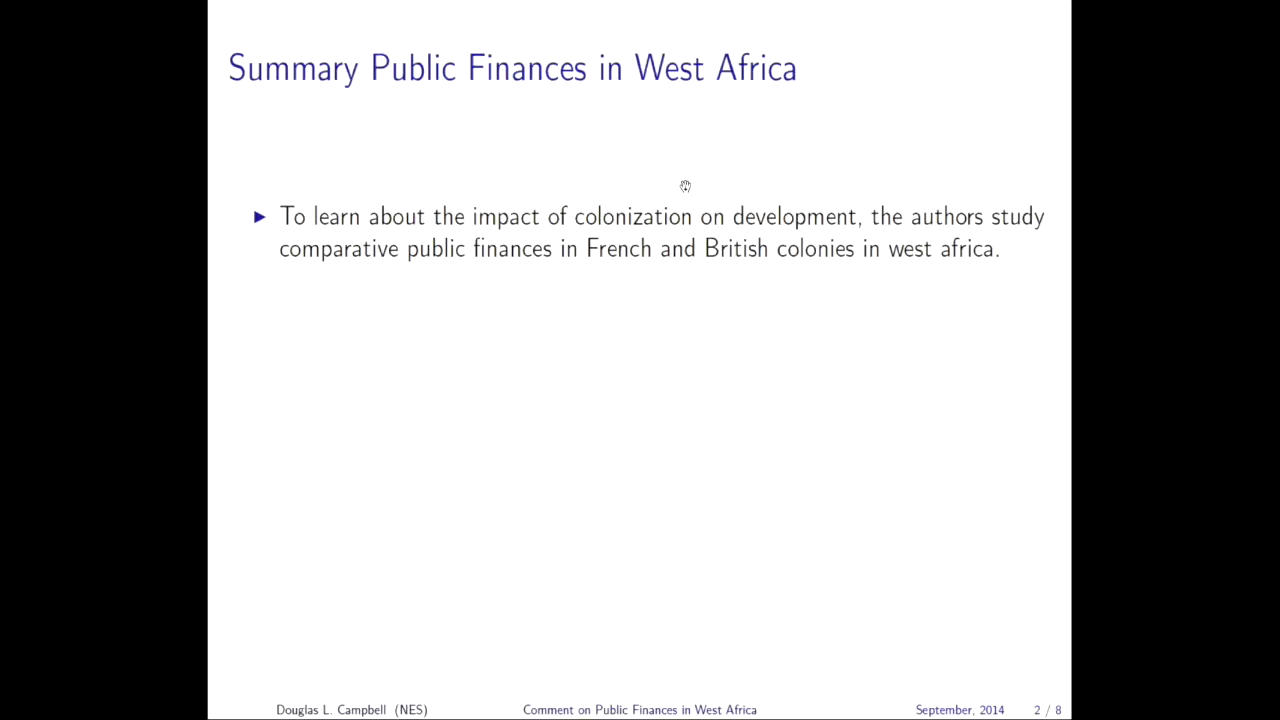 Summary Public Finances in West Africa
To learn about the impact of colonization on development, the authors study
comparative public finances in French and British colonies in west africa.
Douglas L. Campbell (NES) Comment on Public Finances in West Africa September, 2014 2 / 8